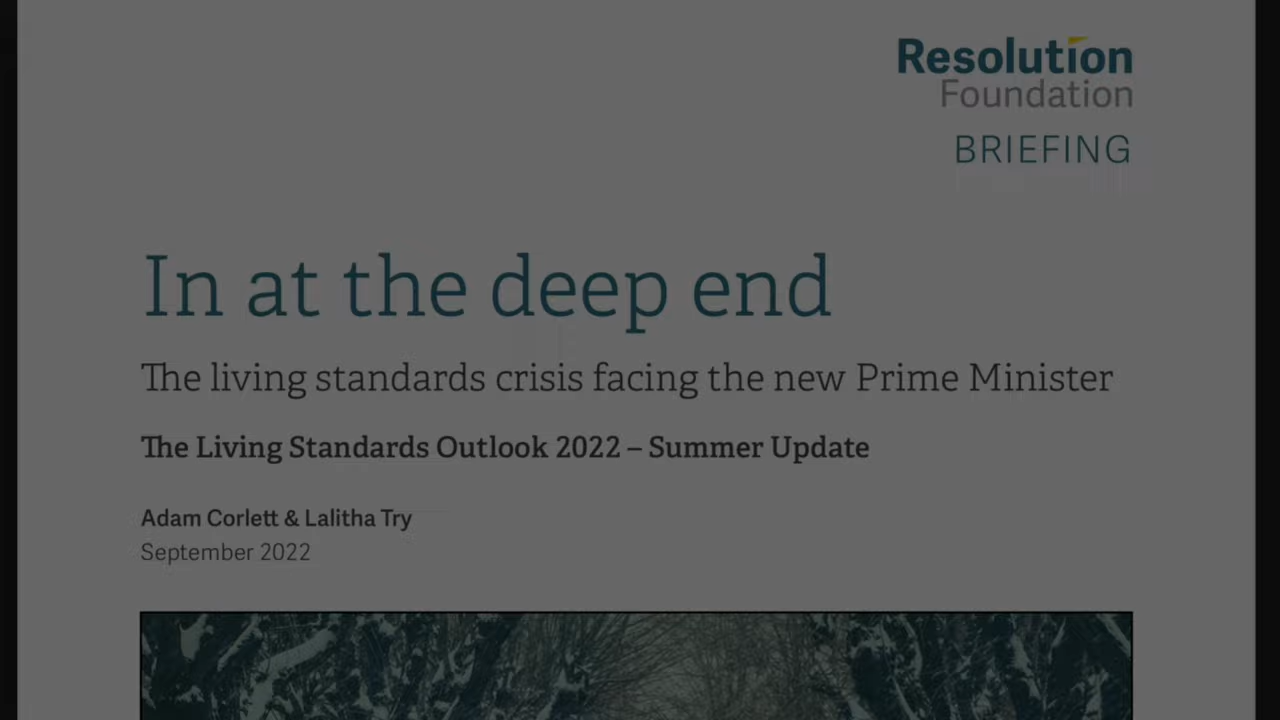 Resolution
Foundation
BRIEFING
In at the deep end
The living standards crisis facing the new Prime Minister
The Living Standards Outlook 2022 – Summer Update
Adam Corlett & Lalitha Try
September 2022